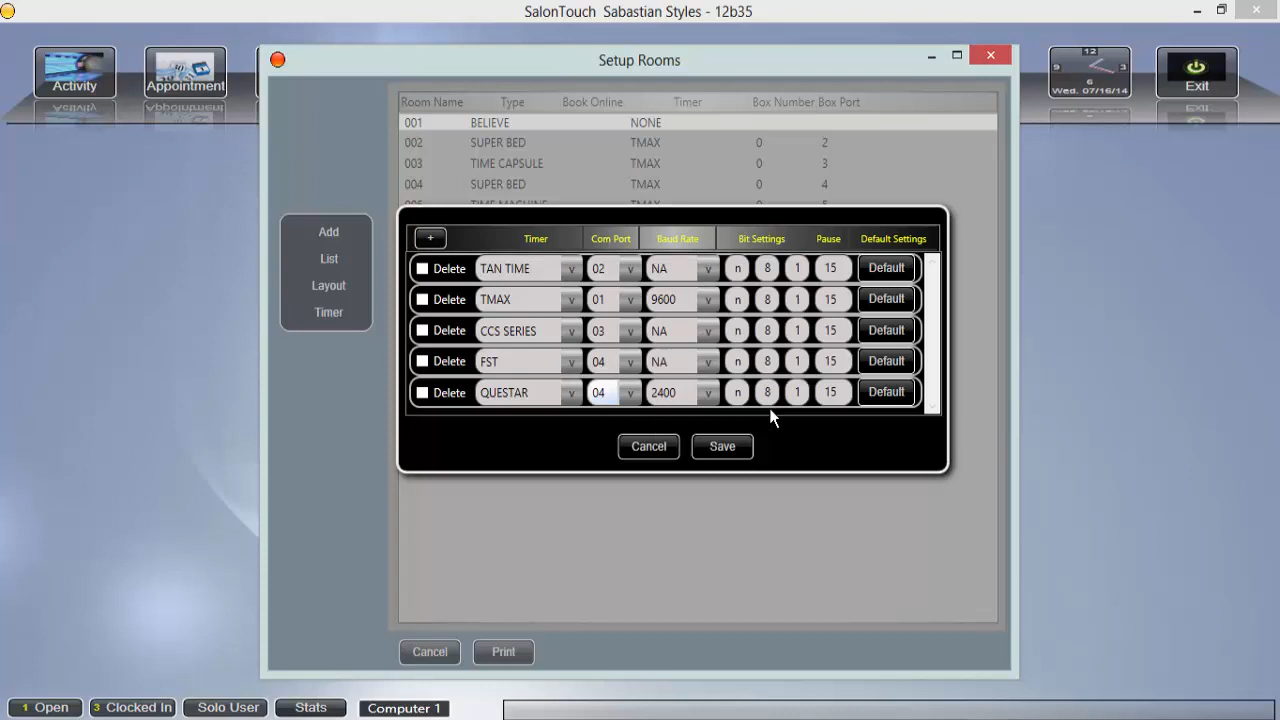 SalonTouch Sabastian Styles - 12b35
Activity
Appointment
12
9
3
6
Wed. 07/16/14
Exit
Setup Rooms
Add
List
Layout
Timer
Room Name Type Book Online Timer Box Number Box Port
001 BELIEVE NONE
002 SUPER BED TMAX 0 2
003 TIME CAPSULE TMAX 0 3
004 SUPER BED TMAX 0 4
+ Timer Com Port Baud Rate Bit Settings Pause Default Settings
Delete TAN TIME v 02 v NA v n 8 1 15 Default
Delete TMAX v 01 v 9600 v n 8 1 15 Default
Delete CCS SERIES v 03 v NA v n 8 1 15 Default
Delete FST v 04 v NA v n 8 1 15 Default
Delete QUESTAR v 04 v 2400 v n 8 1 15 Default
Cancel Save
Cancel Print
1 Open 3 Clocked In Solo User Stats Computer 1